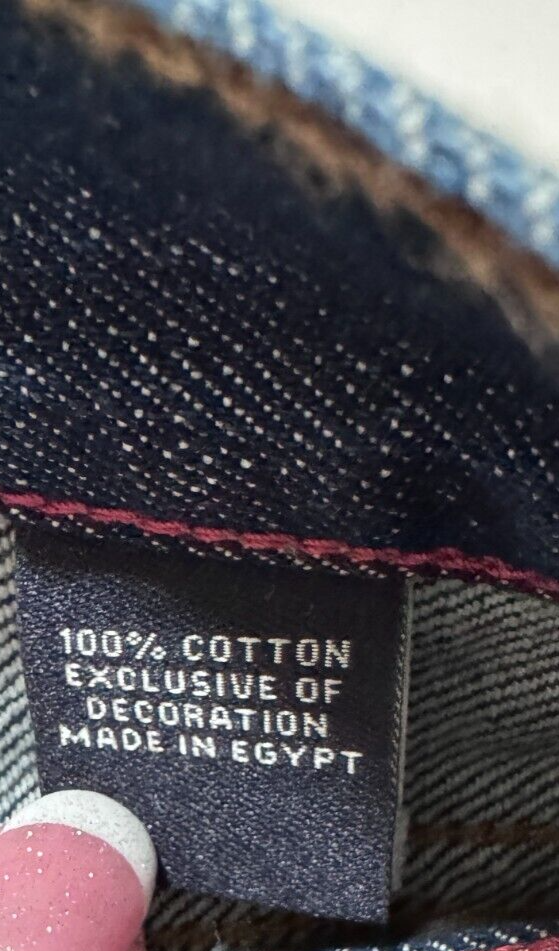 100% COTTON
EXCLUSIVE OF
DECORATION
MADE IN EGYPT